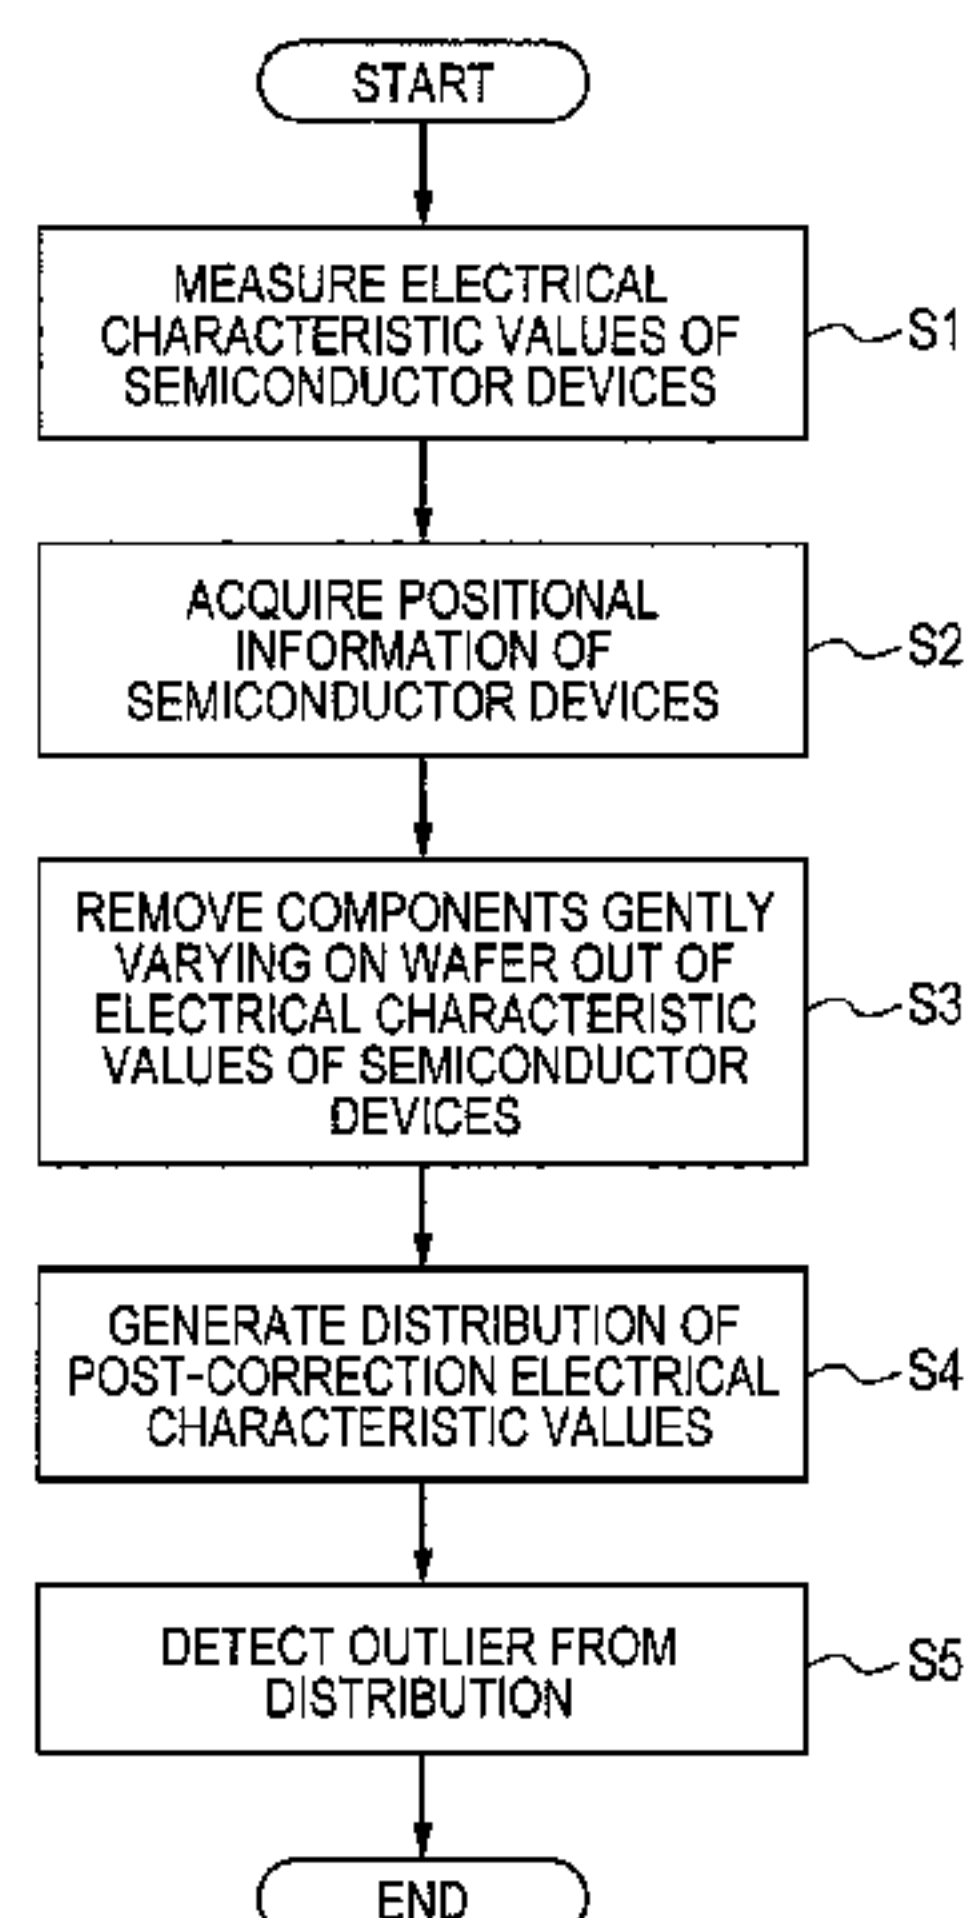 START
MEASURE ELECTRICAL
CHARACTERISTIC VALUES OF
SEMICONDUCTOR DEVICES
S1
ACQUIRE POSITIONAL
INFORMATION OF
SEMICONDUCTOR DEVICES
S2
REMOVE COMPONENTS GENTLY
VARYING ON WAFER OUT OF
ELECTRICAL CHARACTERISTIC
VALUES OF SEMICONDUCTOR
DEVICES
S3
GENERATE DISTRIBUTION OF
POST-CORRECTION ELECTRICAL
CHARACTERISTIC VALUES
S4
DETECT OUTLIER FROM
DISTRIBUTION
S5
END